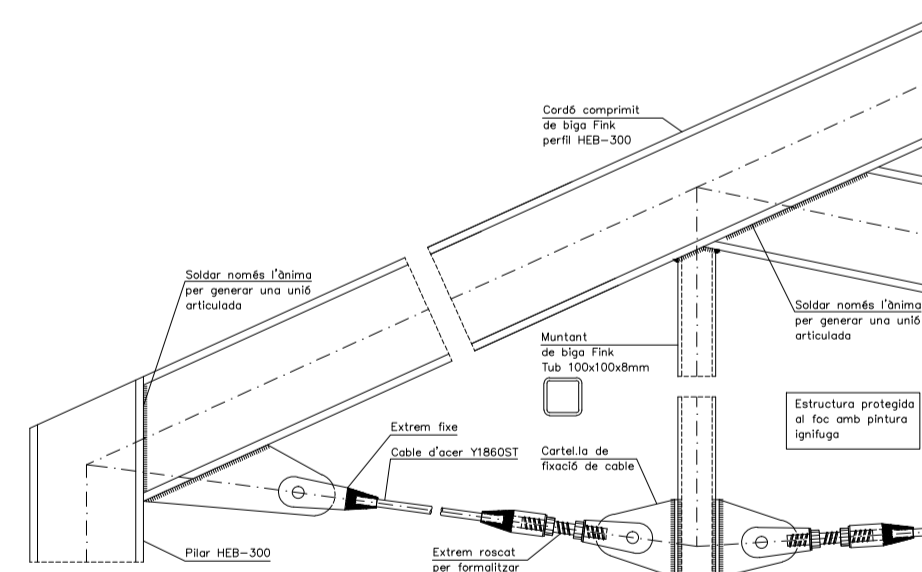 Cordó comprimit
de biga Fink
perfil HEB-300
Soldar només l'ànima
per generar una unió
articulada
Soldar només l'ànima
per generar una unió
articulada
Muntant
de biga Fink
Tub 100x100x8mm
Estructura protegida
al foc amb pintura
ignifuga
Extrem fixe
Cable d'acer Y1860ST
Cartel.la de
fixació de cable
Pilar HEB-300
Extrem roscat
per formalitzar